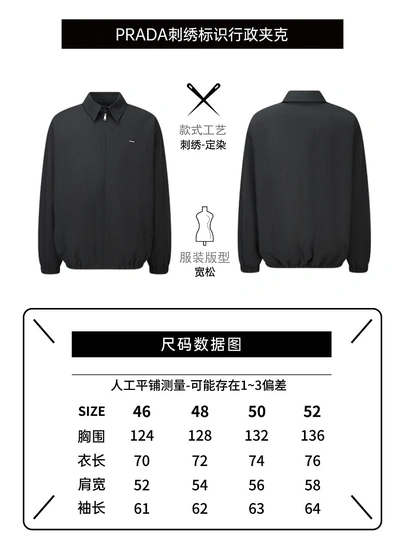 PRADA刺绣标识行政夹克
款式工艺
刺绣-定染
服装版型
宽松
尺码数据图
人工平铺测量-可能存在1~3偏差
SIZE 46 48 50 52
胸围 124 128 132 136
衣长 70 72 74 76
肩宽 52 54 56 58
袖长 61 62 63 64